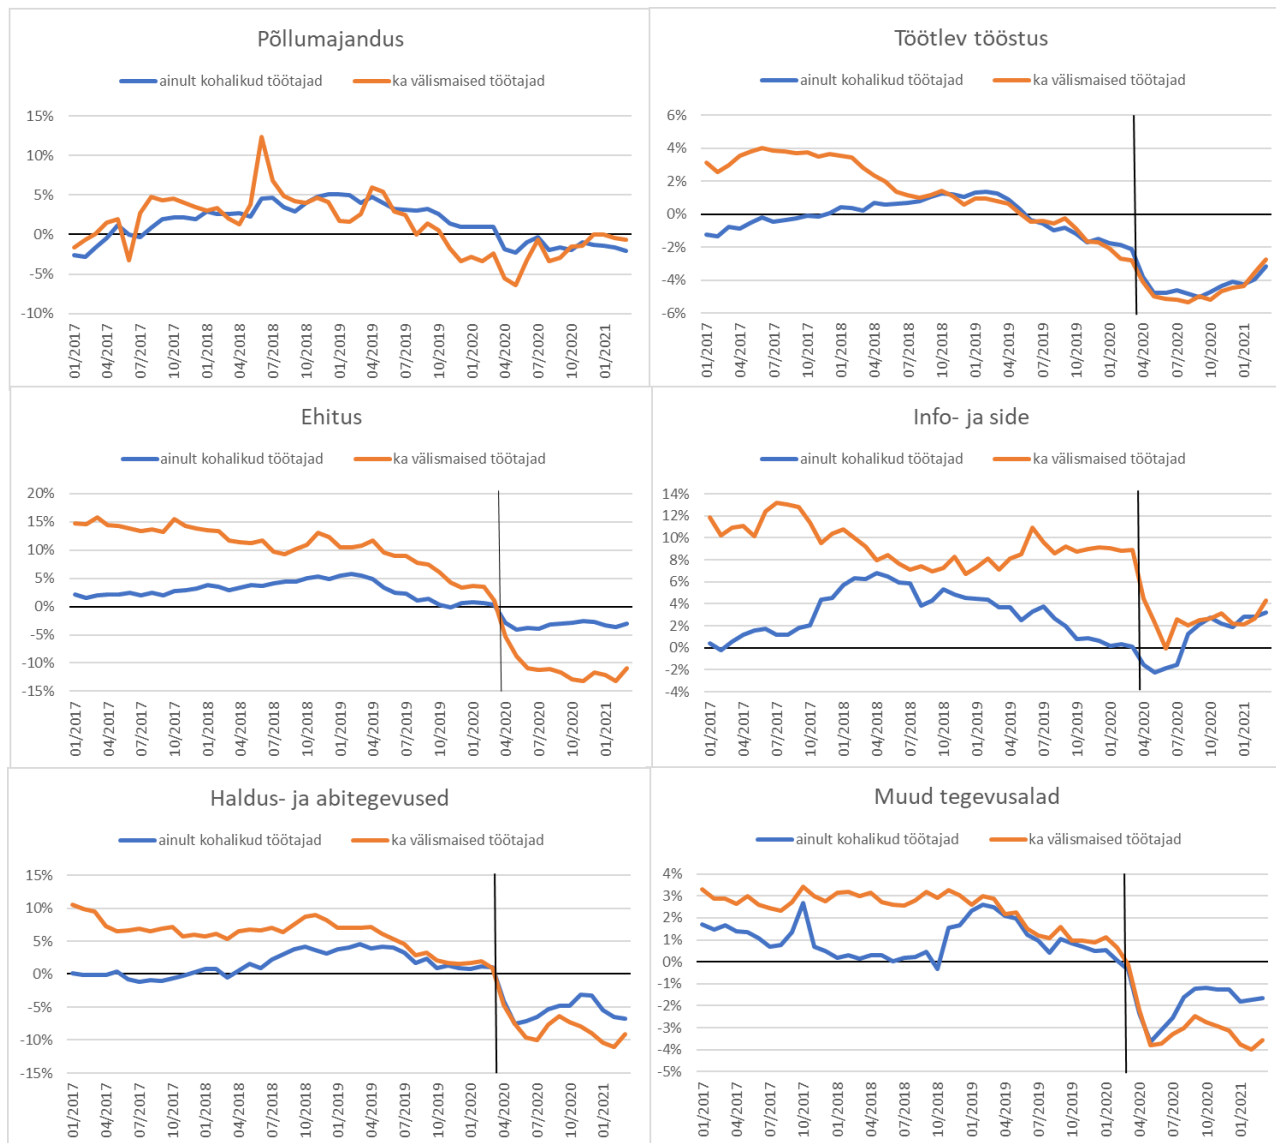 Põllumajandus
ainult kohalikud töötajad ka välismaised töötajad
15%
10%
5%
0%
-5%
-10%
01/2017 04/2017 07/2017 10/2017 01/2018 04/2018 07/2018 10/2018 01/2019 04/2019 07/2019 10/2019 01/2020 04/2020 07/2020 10/2020 01/2021
Töötlev tööstus
ainult kohalikud töötajad ka välismaised töötajad
6%
4%
2%
0%
-2%
-4%
-6%
01/2017 04/2017 07/2017 10/2017 01/2018 04/2018 07/2018 10/2018 01/2019 04/2019 07/2019 10/2019 01/2020 04/2020 07/2020 10/2020 01/2021
Ehitus
ainult kohalikud töötajad ka välismaised töötajad
20%
15%
10%
5%
0%
-5%
-10%
-15%
01/2017 04/2017 07/2017 10/2017 01/2018 04/2018 07/2018 10/2018 01/2019 04/2019 07/2019 10/2019 01/2020 04/2020 07/2020 10/2020 01/2021
Info- ja side
ainult kohalikud töötajad ka välismaised töötajad
14%
12%
10%
8%
6%
4%
2%
0%
-2%
-4%
01/2017 04/2017 07/2017 10/2017 01/2018 04/2018 07/2018 10/2018 01/2019 04/2019 07/2019 10/2019 01/2020 04/2020 07/2020 10/2020 01/2021
Haldus- ja abitegevused
ainult kohalikud töötajad ka välismaised töötajad
15%
10%
5%
0%
-5%
-10%
-15%
01/2017 04/2017 07/2017 10/2017 01/2018 04/2018 07/2018 10/2018 01/2019 04/2019 07/2019 10/2019 01/2020 04/2020 07/2020 10/2020 01/2021
Muud tegevusalad
ainult kohalikud töötajad ka välismaised töötajad
4%
3%
2%
1%
0%
-1%
-2%
-3%
-4%
-5%
01/2017 04/2017 07/2017 10/2017 01/2018 04/2018 07/2018 10/2018 01/2019 04/2019 07/2019 10/2019 01/2020 04/2020 07/2020 10/2020 01/2021